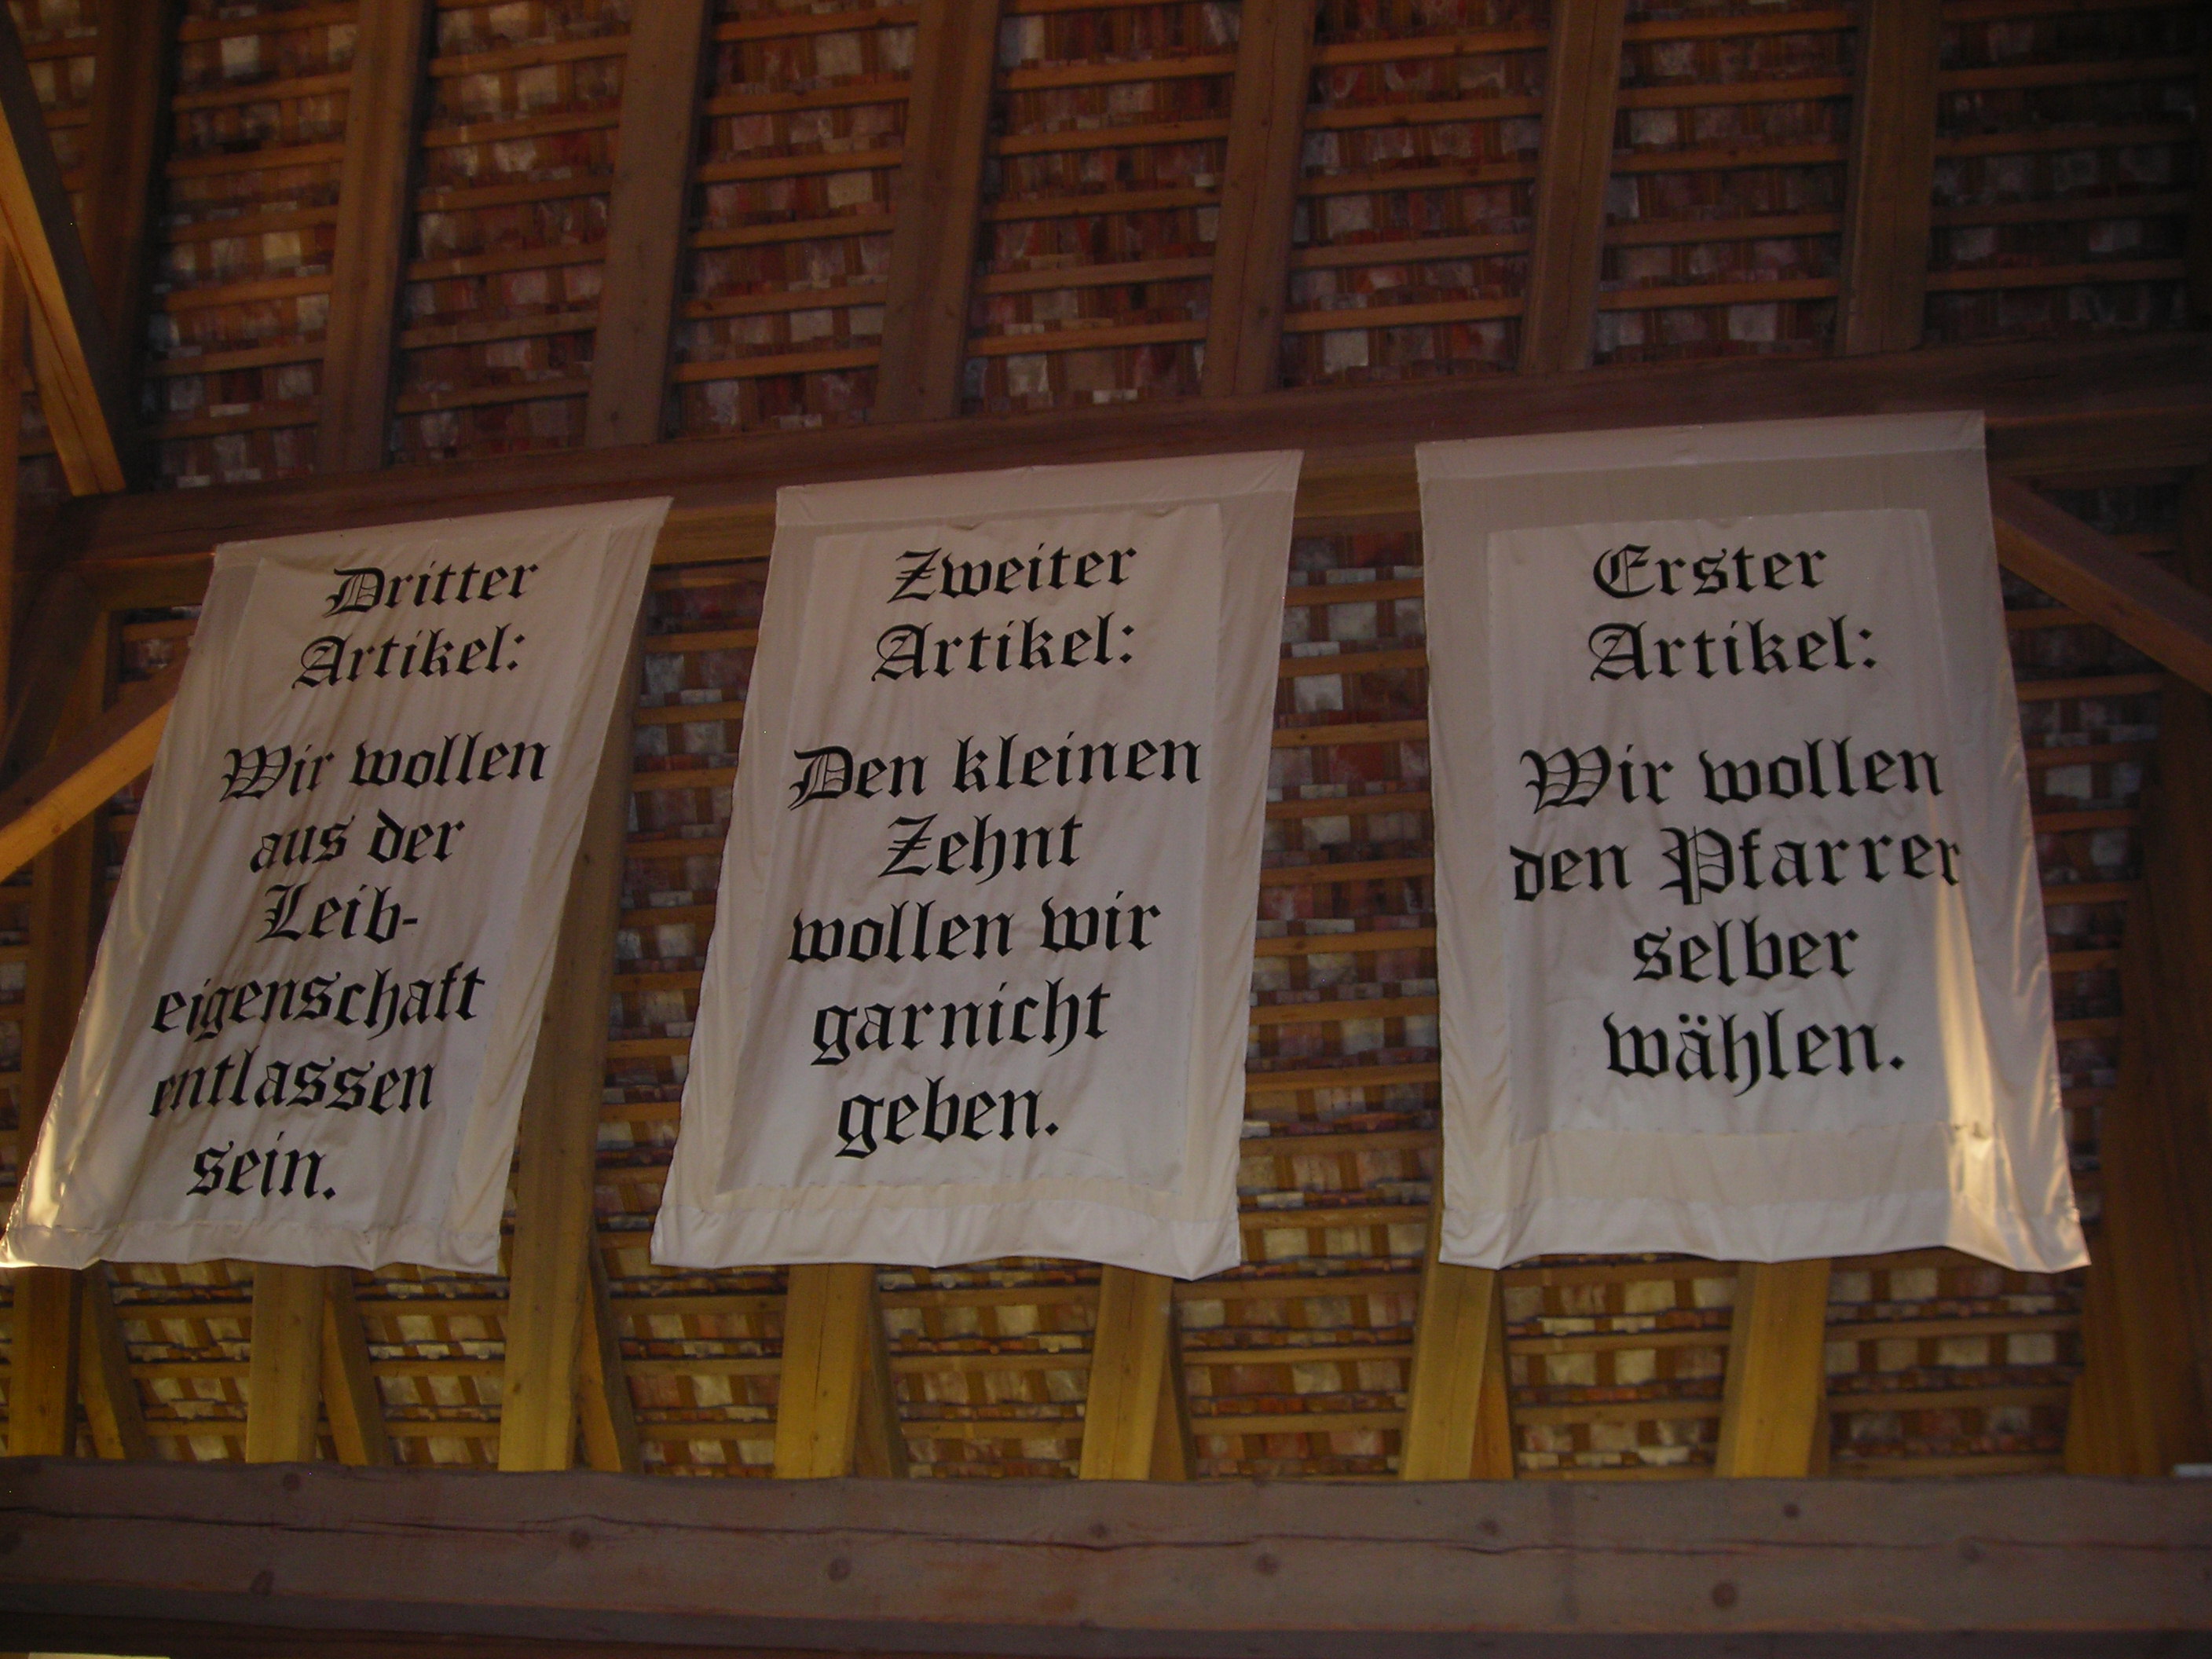 Dritter
Artikel:
Wir wollen
aus der
Leib-
eigenschaft
entlassen
sein.
Zweiter
Artikel:
Den kleinen
Zehnt
wollen wir
garnicht
geben.
Erster
Artikel:
Wir wollen
den Pfarrer
selber
wählen.